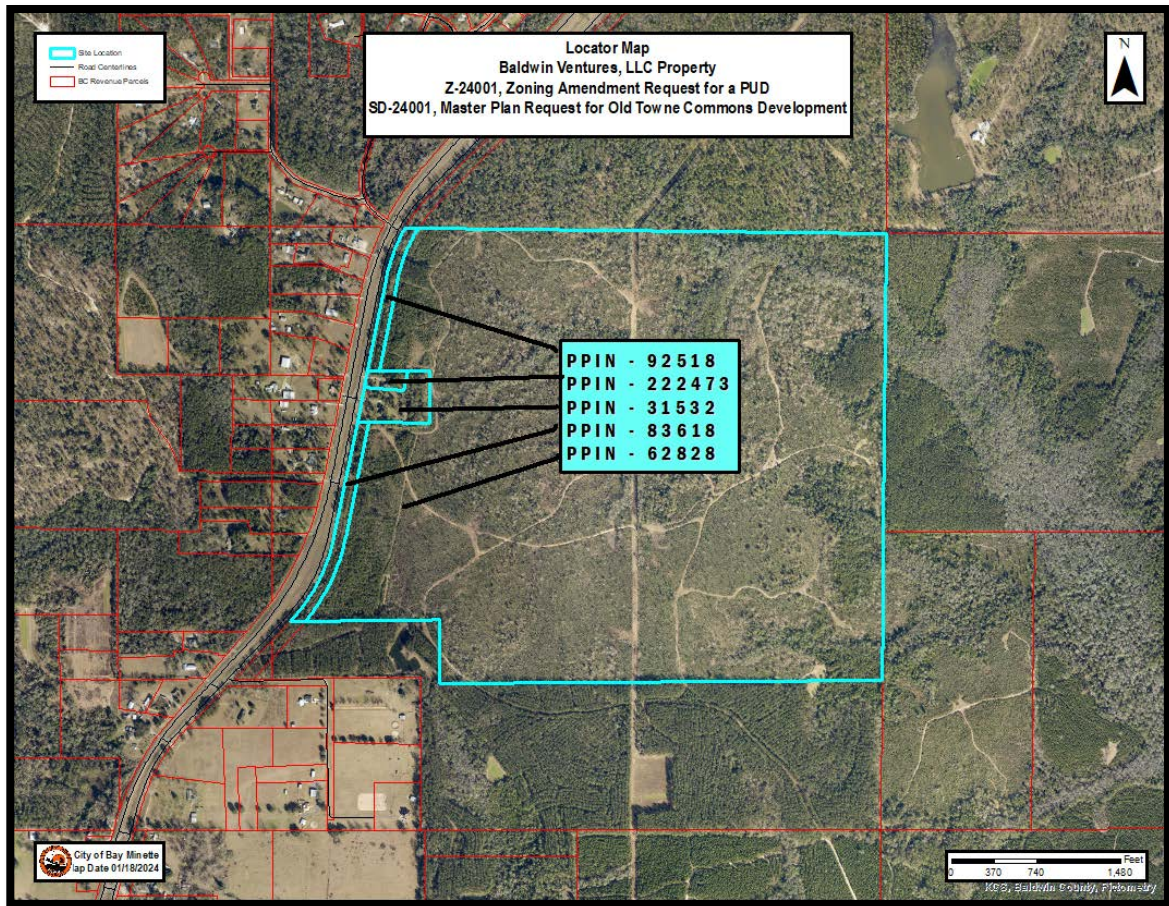 Site Location
Road Centerlines
BC Revenue Parcels
Locator Map
Baldwin Ventures, LLC Property
Z-24001, Zoning Amendment Request for a PUD
SD-24001, Master Plan Request for Old Towne Commons Development
N
PPIN - 92518
PPIN - 222473
PPIN - 31532
PPIN - 83618
PPIN - 62828
City of Bay Minette
ap Date 01/18/2024
Feet
0 370 740 1,480
Baldwin County, Pictometry